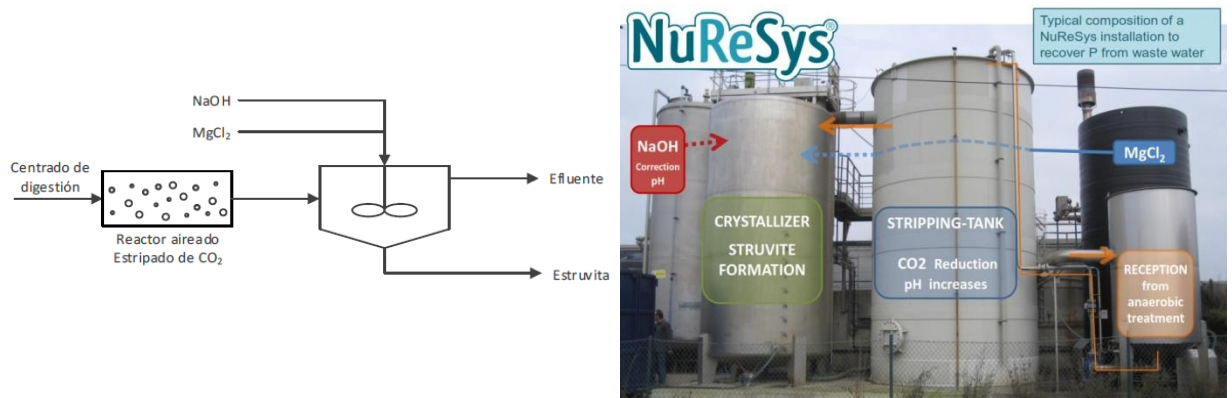 NaOH
MgCl₂
Centrado de
digestión
Reactor aireado
Estripado de CO₂
Efluente
Estruvita
NuReSys®
Typical composition of a
NuReSys installation to
recover P from waste water
NaOH
Correction
pH
MgCl₂
CRYSTALLIZER
STRUVITE
FORMATION
STRIPPING-TANK
CO2 Reduction
pH increases
RECEPTION
from
anaerobic
treatment